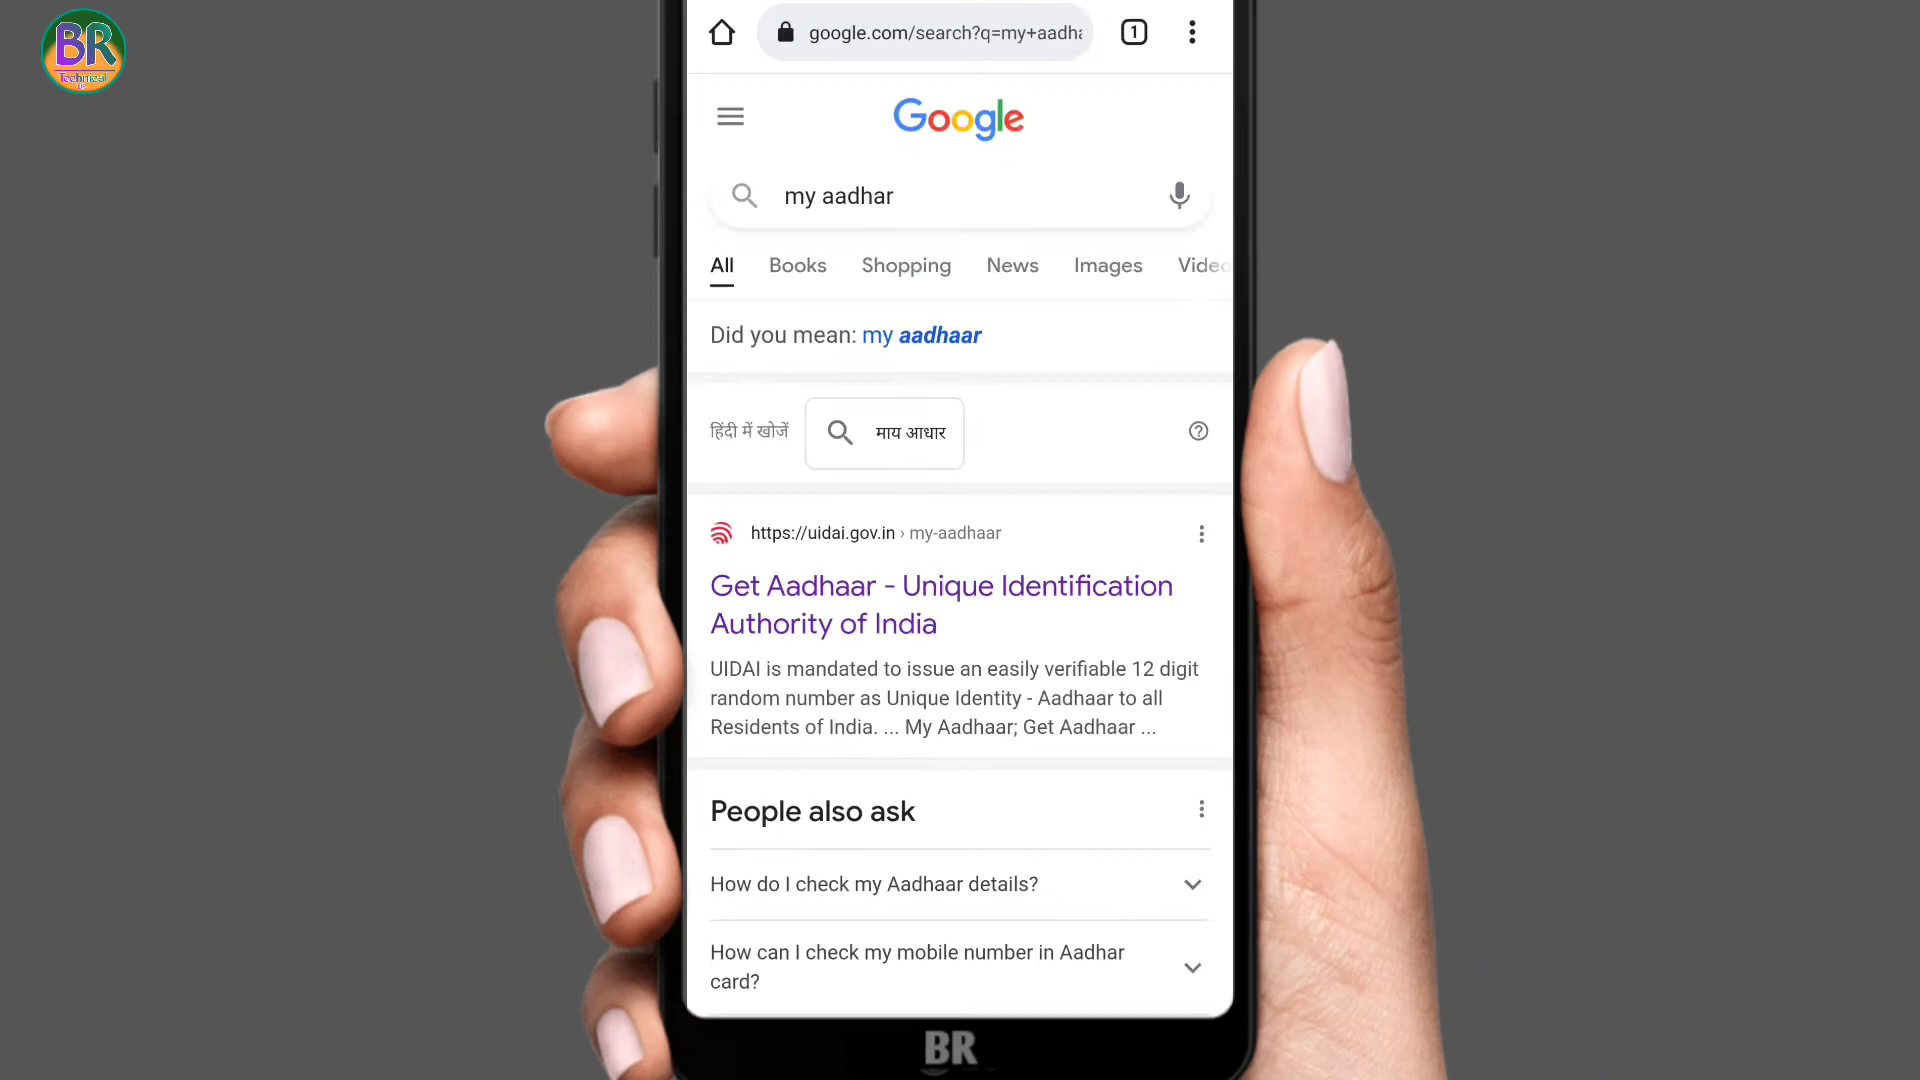 BR
Technical
1
google.com/search?q=my+aadha
Google
my aadhar
All Books Shopping News Images Video
Did you mean: my aadhaar
हिंदी में खोजें माय आधार
https://uidai.gov.in › my-aadhaar
Get Aadhaar - Unique Identification
Authority of India
UIDAI is mandated to issue an easily verifiable 12 digit
random number as Unique Identity - Aadhaar to all
Residents of India. ... My Aadhaar; Get Aadhaar ...
People also ask
How do I check my Aadhaar details?
How can I check my mobile number in Aadhar
card?
BR